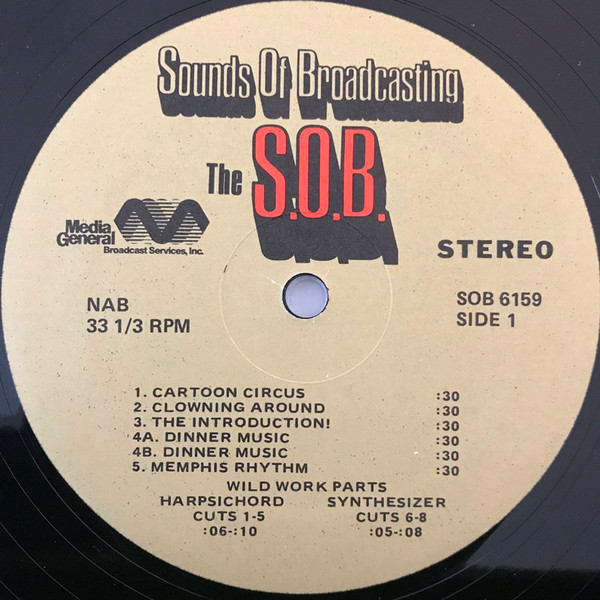 Sounds Of Broadcasting
The S.O.B.
Media
General
Broadcast Services, Inc.
STEREO
NAB
33 1/3 RPM
SOB 6159
SIDE 1
1. CARTOON CIRCUS :30
2. CLOWNING AROUND :30
3. THE INTRODUCTION! :30
4A. DINNER MUSIC :30
4B. DINNER MUSIC :30
5. MEMPHIS RHYTHM :30
WILD WORK PARTS
HARPSICHORD SYNTHESIZER
CUTS 1-5 CUTS 6-8
:06-:10 :05-:08